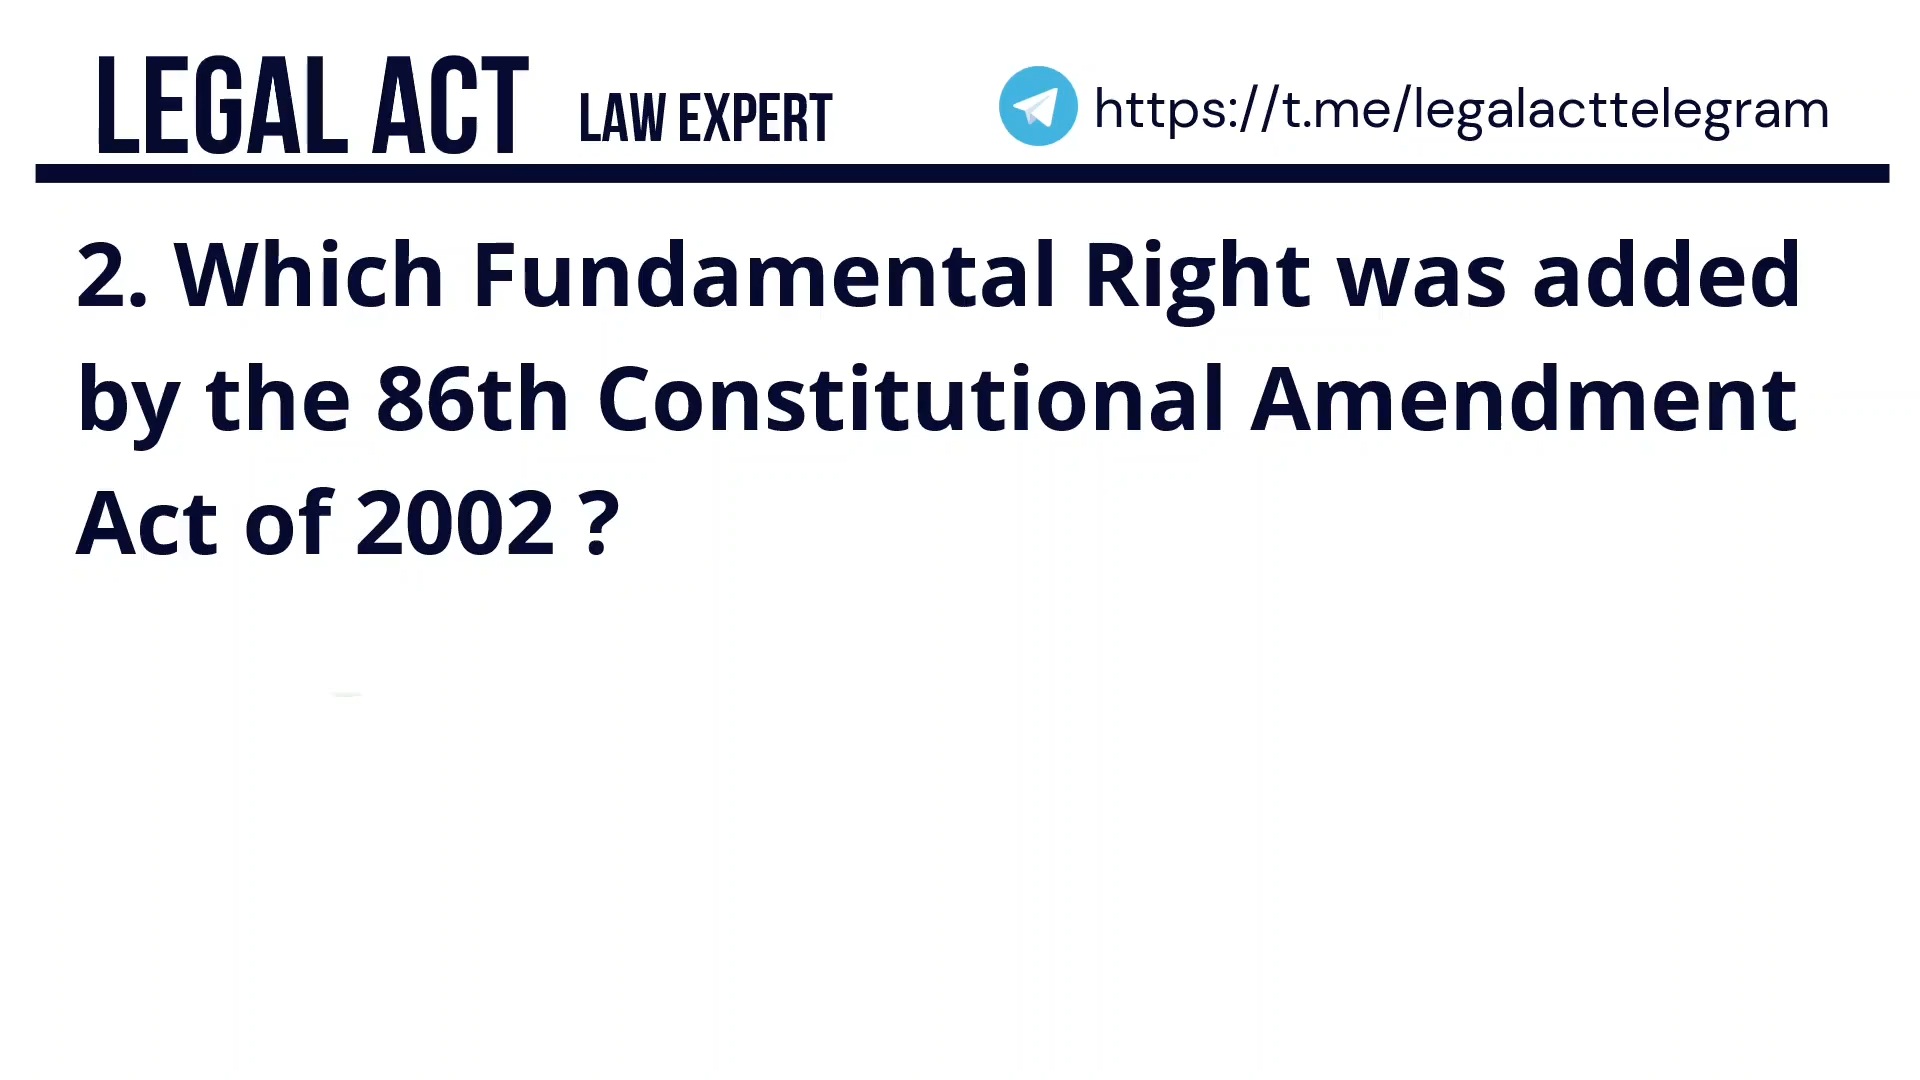 LEGAL ACT LAW EXPERT https://t.me/legalacttelegram
2. Which Fundamental Right was added
by the 86th Constitutional Amendment
Act of 2002 ?